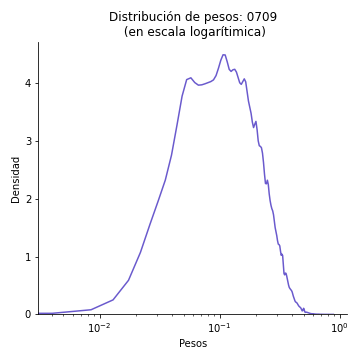 Distribución de pesos: 0709
(en escala logarítimica)
Densidad
4
3
2
1
0
10⁻²
10⁻¹
10⁰
Pesos